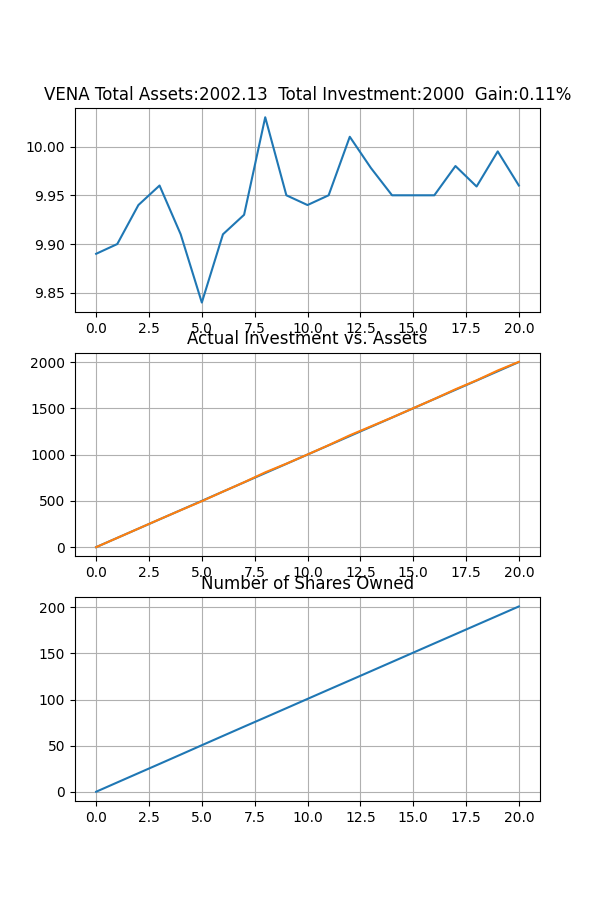 VENA Total Assets:2002.13  Total Investment:2000  Gain:0.11%
10.00
9.95
9.90
9.85
0.0 2.5 5.0 7.5 10.0 12.5 15.0 17.5 20.0
Actual Investment vs. Assets
2000
1500
1000
500
0
0.0 2.5 5.0 7.5 10.0 12.5 15.0 17.5 20.0
Number of Shares Owned
200
150
100
50
0
0.0 2.5 5.0 7.5 10.0 12.5 15.0 17.5 20.0